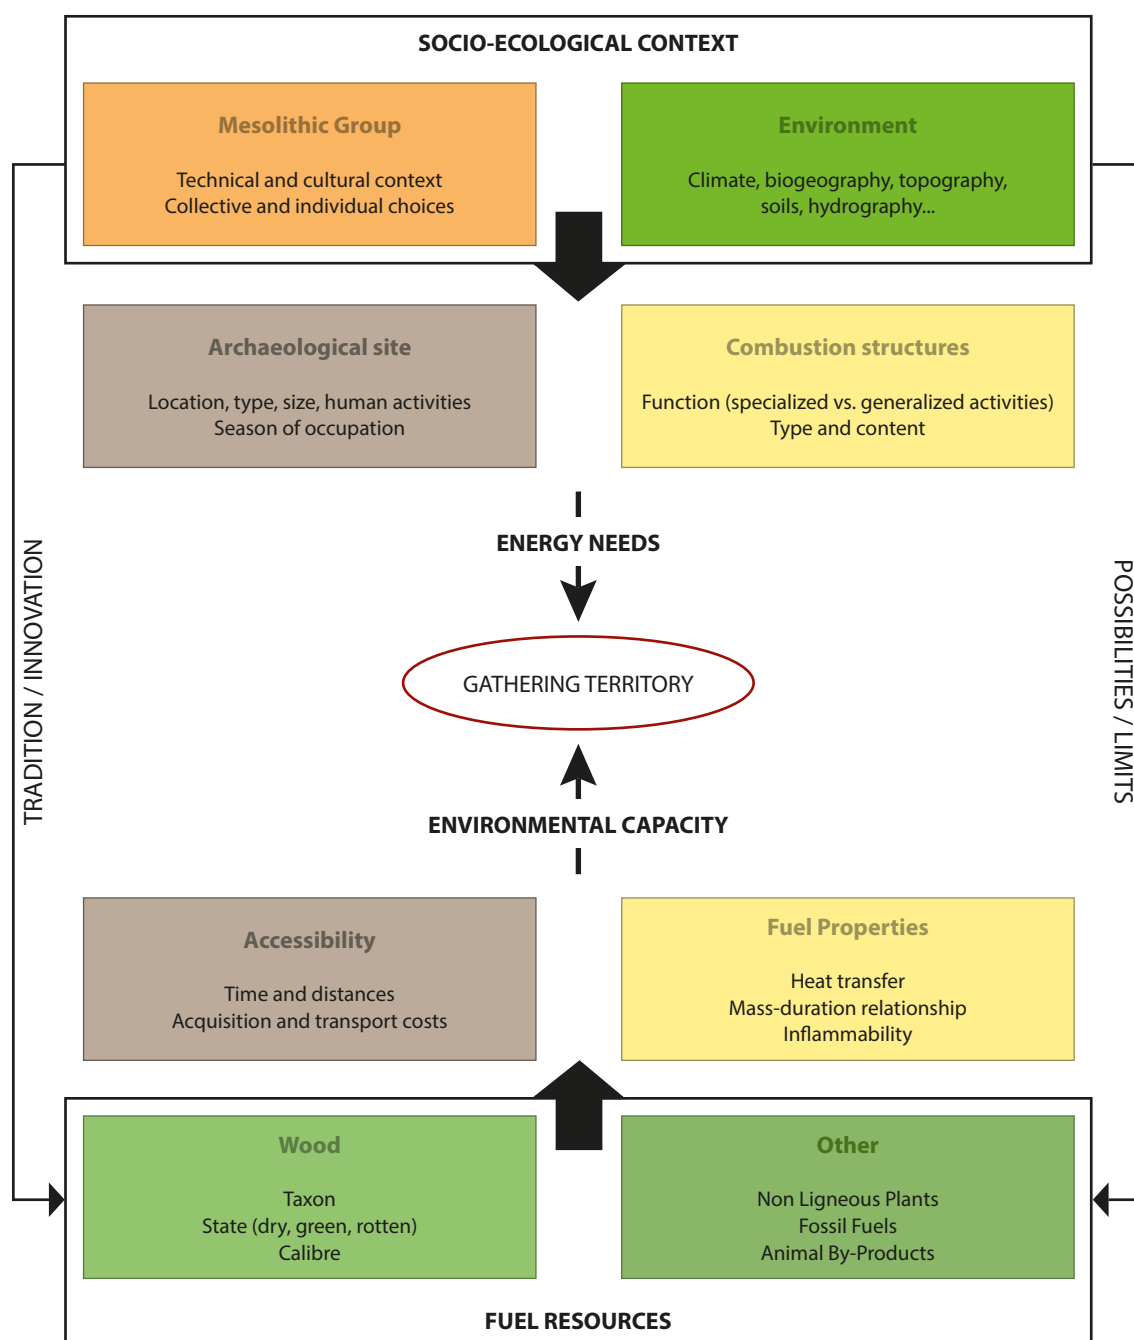 SOCIO-ECOLOGICAL CONTEXT
Mesolithic Group
Technical and cultural context
Collective and individual choices
Environment
Climate, biogeography, topography,
soils, hydrography...
Archaeological site
Location, type, size, human activities
Season of occupation
Combustion structures
Function (specialized vs. generalized activities)
Type and content
TRADITION / INNOVATION
ENERGY NEEDS
GATHERING TERRITORY
ENVIRONMENTAL CAPACITY
POSSIBILITIES / LIMITS
Accessibility
Time and distances
Acquisition and transport costs
Fuel Properties
Heat transfer
Mass-duration relationship
Inflammability
Wood
Taxon
State (dry, green, rotten)
Calibre
Other
Non Ligneous Plants
Fossil Fuels
Animal By-Products
FUEL RESOURCES